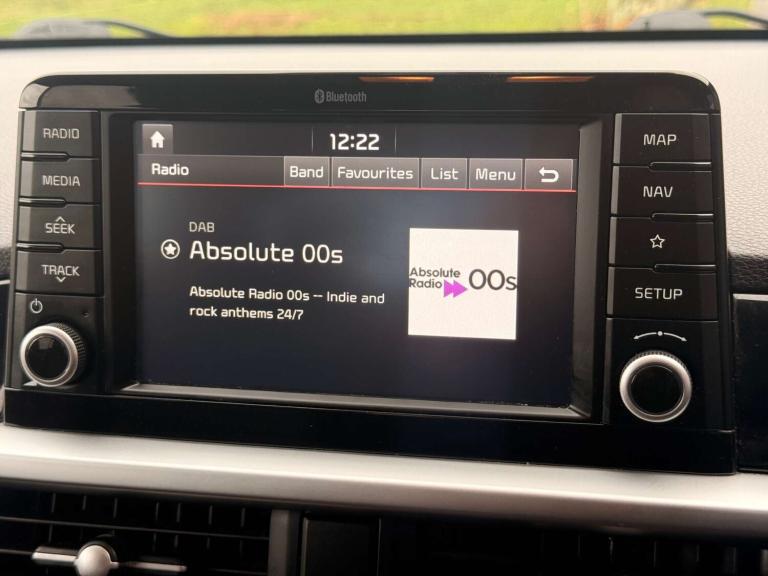 Bluetooth
RADIO
MEDIA
SEEK
TRACK
12:22
Radio
Band
Favourites
List
Menu
DAB
Absolute 00s
Absolute Radio 00s -- Indie and
rock anthems 24/7
Absolute
Radio
00s
MAP
NAV
SETUP